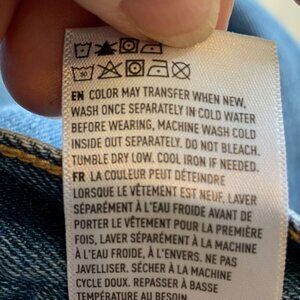 EN COLOR MAY TRANSFER WHEN NEW,
WASH ONCE SEPARATELY IN COLD WATER
BEFORE WEARING, MACHINE WASH COLD
INSIDE OUT SEPARATELY. DO NOT BLEACH.
TUMBLE DRY LOW. COOL IRON IF NEEDED.
FR LA COULEUR PEUT DÉTEINDRE
LORSQUE LE VÊTEMENT EST NEUF, LAVER
SÉPARÉMENT À L'EAU FROIDE AVANT DE
PORTER LE VÊTEMENT POUR LA PREMIÈRE
FOIS, LAVER SÉPARÉMENT À LA MACHINE
À L'EAU FROIDE, À L'ENVERS. NE PAS
JAVELLISER. SÉCHER À LA MACHINE
CYCLE DOUX. REPASSER À BASSE
TEMPÉRATURE AU BESOIN.